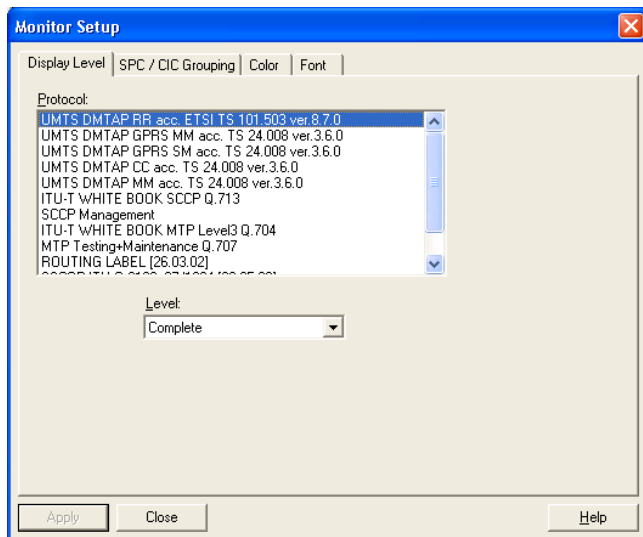 Monitor Setup
Display Level SPC / CIC Grouping Color Font
Protocol:
UMTS DMTAP RR acc. ETSI TS 101.503 ver.8.7.0
UMTS DMTAP GPRS MM acc. TS 24.008 ver.3.6.0
UMTS DMTAP GPRS SM acc. TS 24.008 ver.3.6.0
UMTS DMTAP CC acc. TS 24.008 ver.3.6.0
UMTS DMTAP MM acc. TS 24.008 ver.3.6.0
ITU-T WHITE BOOK SCCP Q.713
SCCP Management
ITU-T WHITE BOOK MTP Level3 Q.704
MTP Testing+Maintenance Q.707
ROUTING LABEL [26.03.02]
Level:
Complete
Apply Close Help